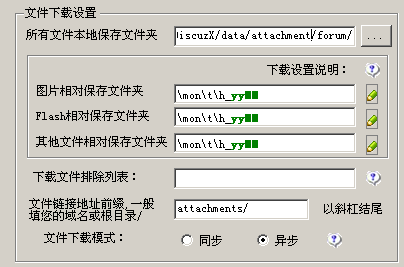 文件下载设置
所有文件本地保存文件夹 iscuzX/data/attachment/forum/ ...
下载设置说明：
图片相对保存文件夹 \mon\t\h_yyMM
Flash相对保存文件夹 \mon\t\h_yyMM
其他文件相对保存文件夹 \mon\t\h_yyMM
下载文件排除列表：
文件链接地址前缀,一般 attachments/ 以斜杠结尾
填您的域名或根目录/
文件下载模式： 同步 异步